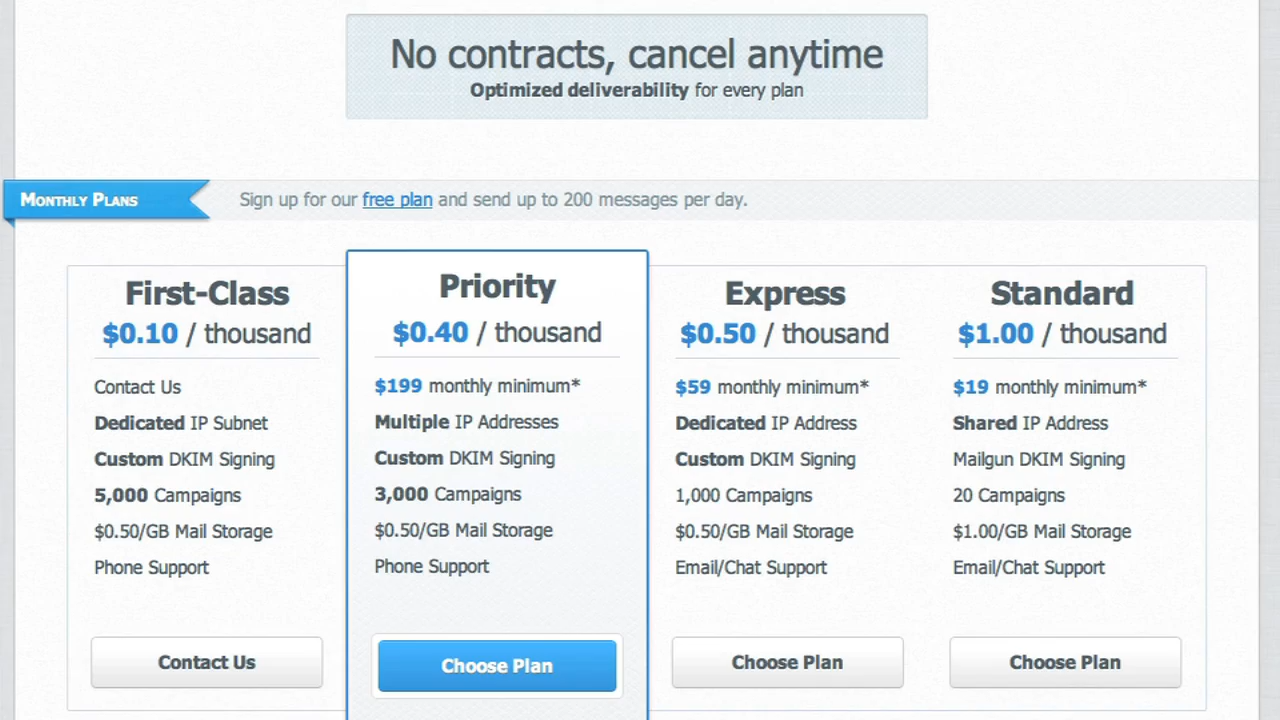 No contracts, cancel anytime
Optimized deliverability for every plan
Monthly Plans
Sign up for our free plan and send up to 200 messages per day.
First-Class
$0.10 / thousand
Contact Us
Dedicated IP Subnet
Custom DKIM Signing
5,000 Campaigns
$0.50/GB Mail Storage
Phone Support
Contact Us
Priority
$0.40 / thousand
$199 monthly minimum*
Multiple IP Addresses
Custom DKIM Signing
3,000 Campaigns
$0.50/GB Mail Storage
Phone Support
Choose Plan
Express
$0.50 / thousand
$59 monthly minimum*
Dedicated IP Address
Custom DKIM Signing
1,000 Campaigns
$0.50/GB Mail Storage
Email/Chat Support
Choose Plan
Standard
$1.00 / thousand
$19 monthly minimum*
Shared IP Address
Mailgun DKIM Signing
20 Campaigns
$1.00/GB Mail Storage
Email/Chat Support
Choose Plan